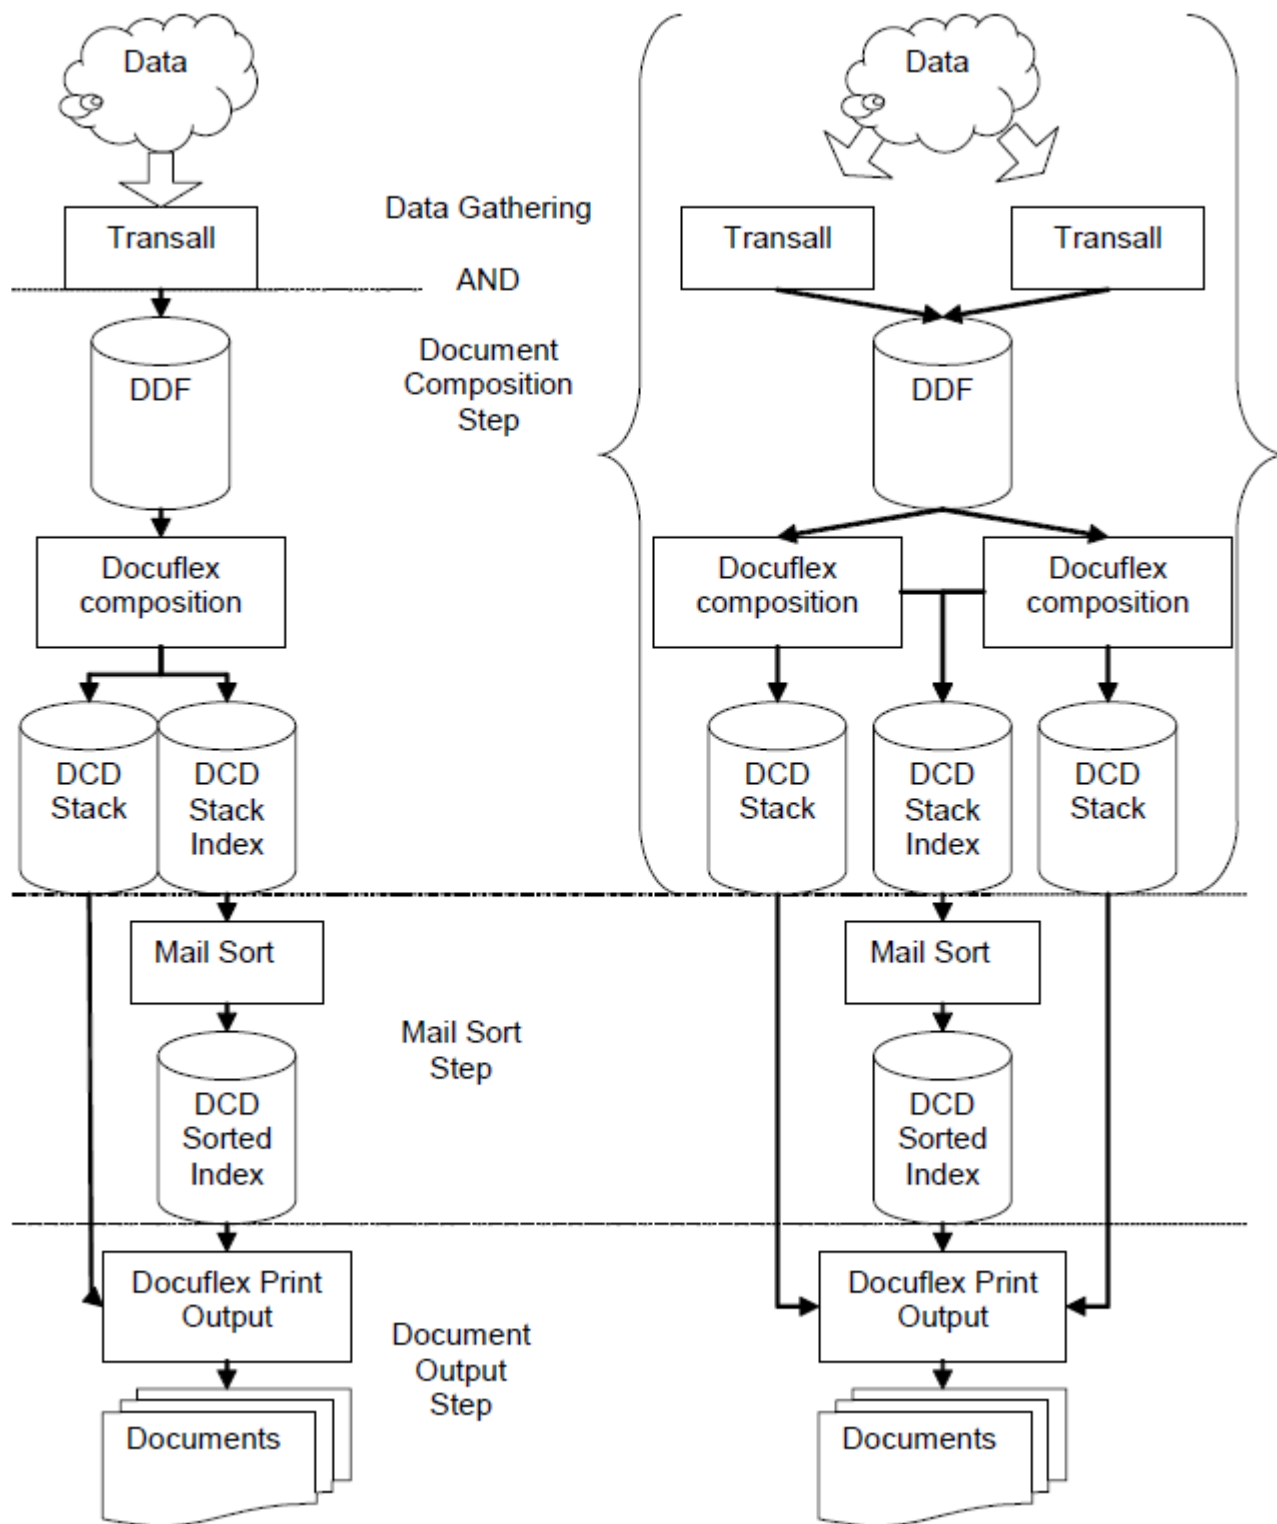 Data
Data
Data Gathering
Transall
Transall
Transall
AND
Document
Composition
Step
DDF
DDF
Docuflex
composition
Docuflex
composition
Docuflex
composition
DCD
Stack
DCD
Stack
Index
DCD
Stack
DCD
Stack
Index
DCD
Stack
Mail Sort
Mail Sort
Mail Sort
Step
DCD
Sorted
Index
DCD
Sorted
Index
Docuflex Print
Output
Docuflex Print
Output
Document
Output
Step
Documents
Documents